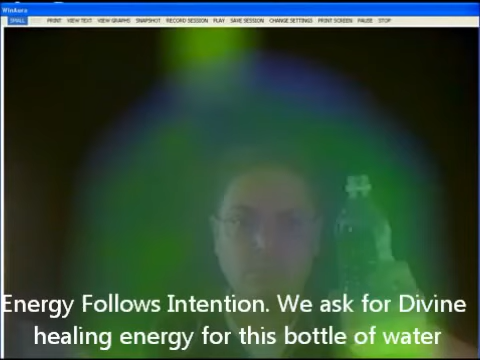 WinAura
SMALL PRINT VIEW TEXT VIEW GRAPHS SNAPSHOT RECORD SESSION PLAY SAVE SESSION CHANGE SETTINGS PRINT SCREEN PAUSE STOP
Energy Follows Intention. We ask for Divine
healing energy for this bottle of water